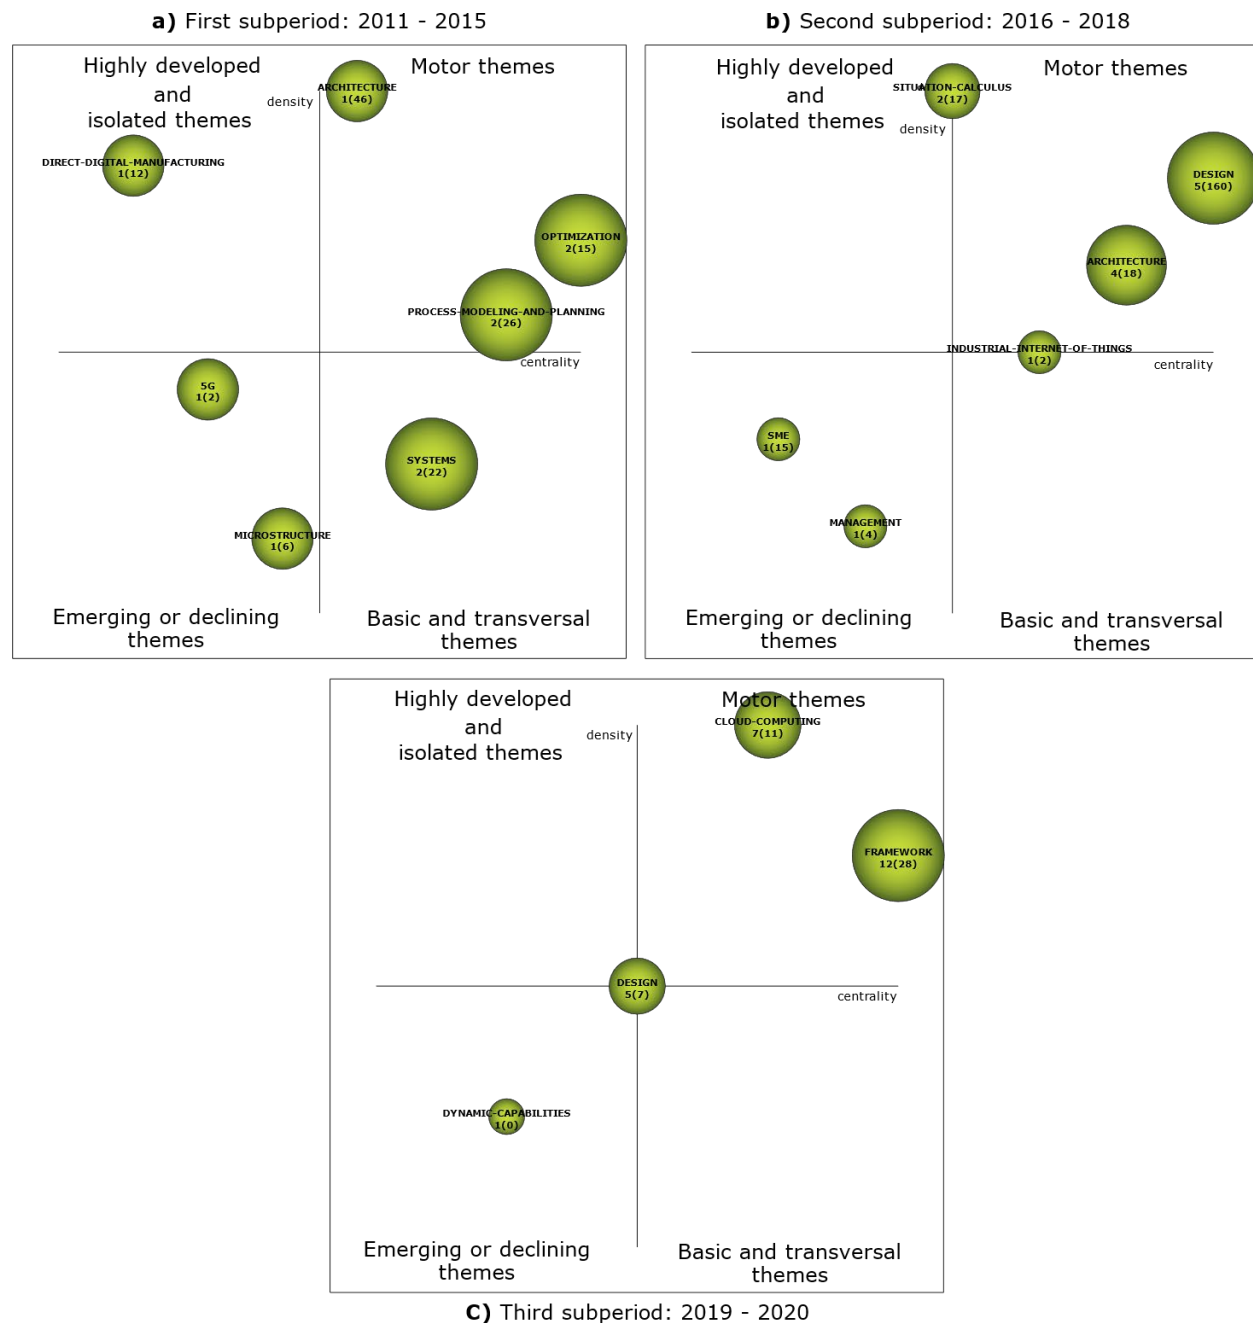 a) First subperiod: 2011 - 2015
Highly developed
and
isolated themes
Motor themes
density
ARCHITECTURE
1(46)
DIRECT-DIGITAL-MANUFACTURING
1(12)
OPTIMIZATION
2(15)
PROCESS-MODELING-AND-PLANNING
2(26)
centrality
5G
1(2)
SYSTEMS
2(22)
MICROSTRUCTURE
1(6)
Emerging or declining
themes
Basic and transversal
themes
b) Second subperiod: 2016 - 2018
Highly developed
and
isolated themes
Motor themes
SITUATION-CALCULUS
2(17)
density
DESIGN
5(160)
ARCHITECTURE
4(18)
INDUSTRIAL-INTERNET-OF-THINGS
1(2)
centrality
SME
1(15)
MANAGEMENT
1(4)
Emerging or declining
themes
Basic and transversal
themes
Highly developed
and
isolated themes
Motor themes
CLOUD-COMPUTING
7(11)
density
FRAMEWORK
12(28)
DESIGN
5(7)
centrality
DYNAMIC-CAPABILITIES
1(0)
Emerging or declining
themes
Basic and transversal
themes
C) Third subperiod: 2019 - 2020